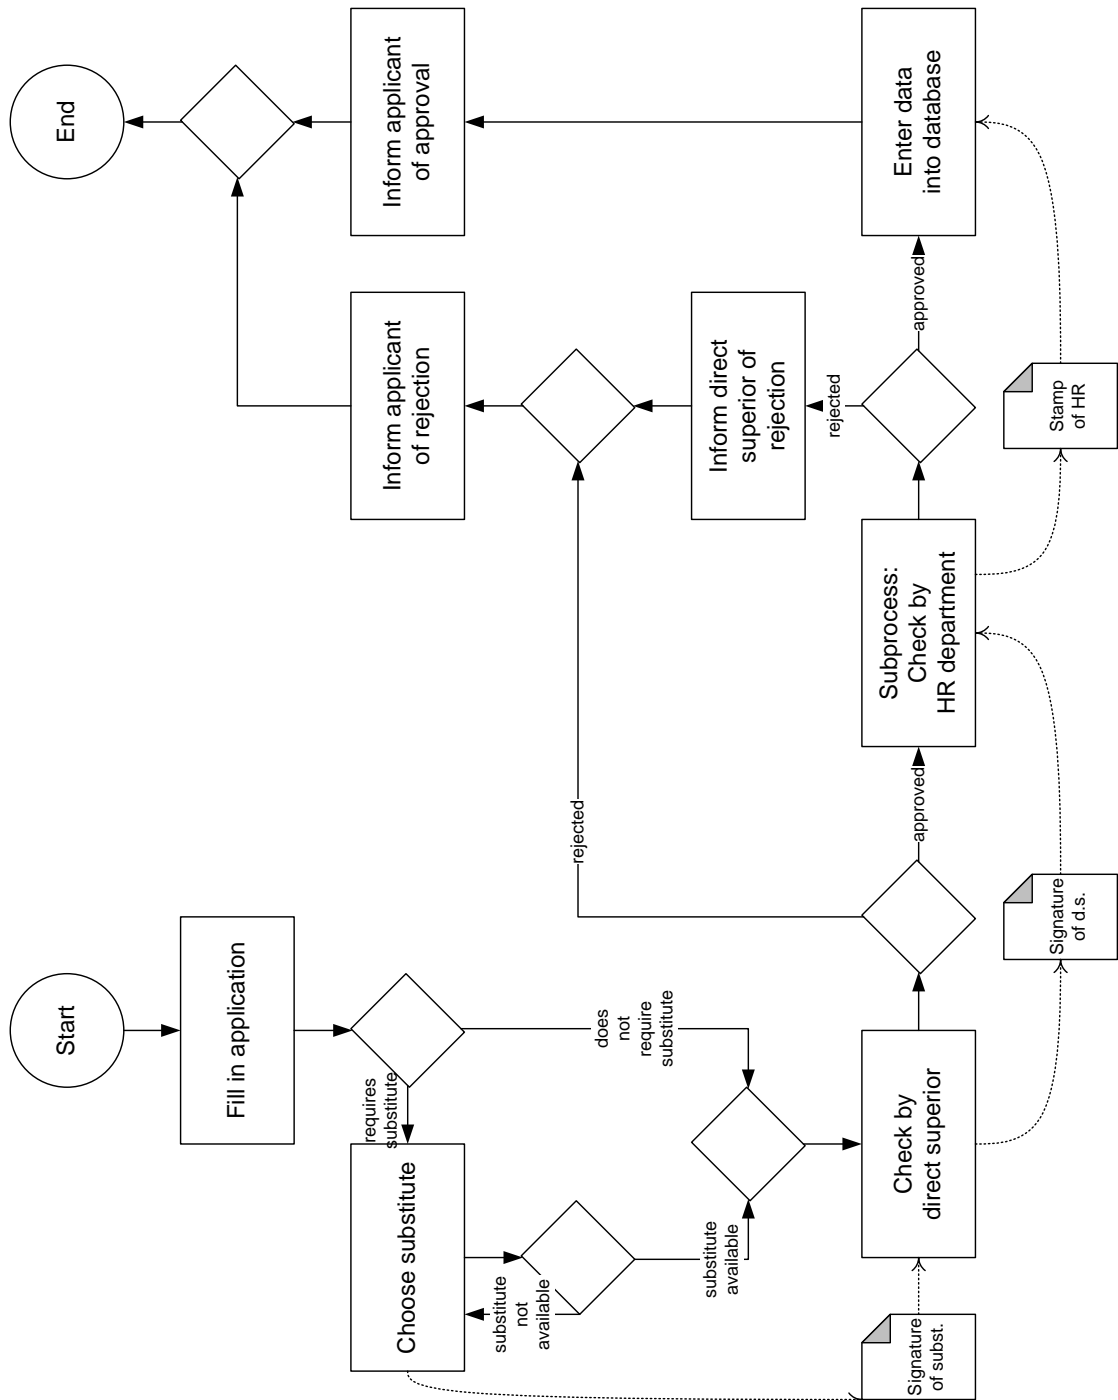 Start
Fill in application
requires
substitute
does
not
require
substitute
Choose substitute
substitute
not
available
substitute
available
Signature
of subst.
Check by
direct superior
Signature
of d.s.
rejected
approved
Subprocess:
Check by
HR department
Stamp
of HR
rejected
approved
Inform direct
superior of
rejection
Inform applicant
of rejection
Enter data
into database
Inform applicant
of approval
End